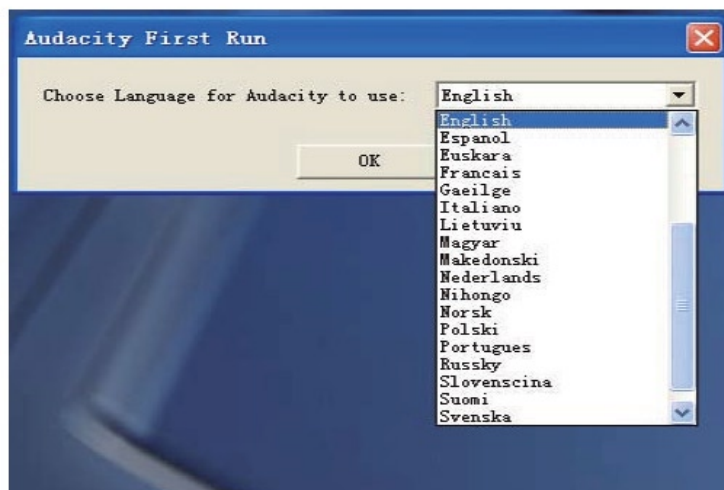 Audacity First Run
Choose Language for Audacity to use:
English
OK
English
Espanol
Euskara
Francais
Gaeilge
Italiano
Lietuviu
Magyar
Makedonski
Nederlands
Nihongo
Norsk
Polski
Portugues
Russky
Slovenscina
Suomi
Svenska